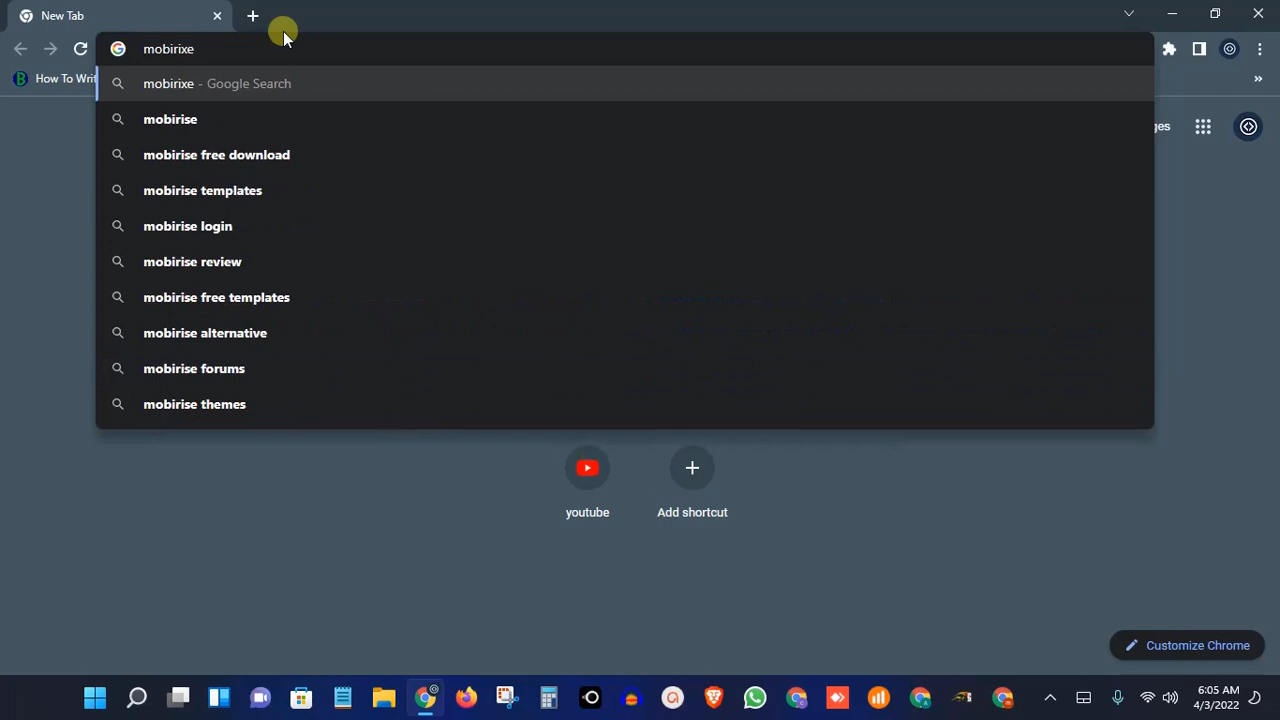 New Tab
mobirixe
How To Writ
mobirixe - Google Search
mobirise
mobirise free download
ges
mobirise templates
mobirise login
mobirise review
mobirise free templates
mobirise alternative
mobirise forums
mobirise themes
youtube
Add shortcut
Customize Chrome
6:05 AM
4/3/2022